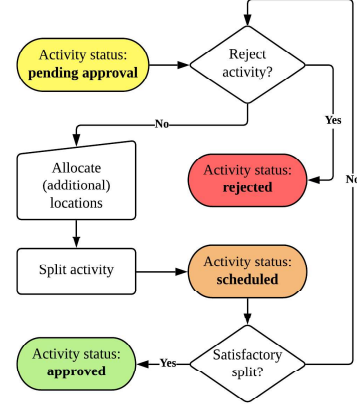 Activity status:
pending approval
Reject
activity?
Yes
No
Allocate
(additional)
locations
Activity status:
rejected
No
Split activity
Activity status:
scheduled
Satisfactory
split?
Yes
Activity status:
approved